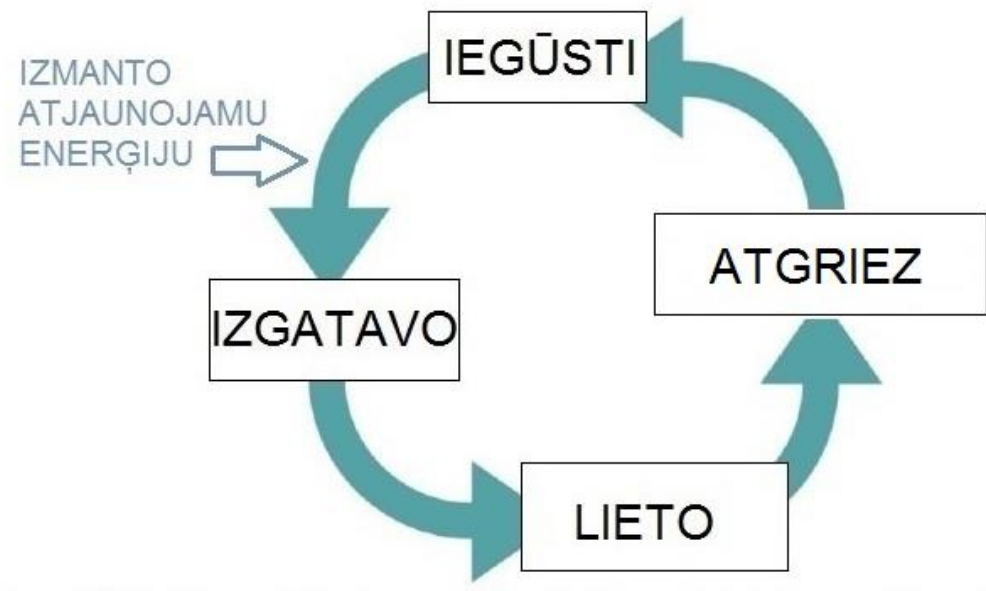 IEGŪSTI
IZMANTO
ATJAUNOJAMU
ENERĢIJU
ATGRIEZ
IZGATAVO
LIETO